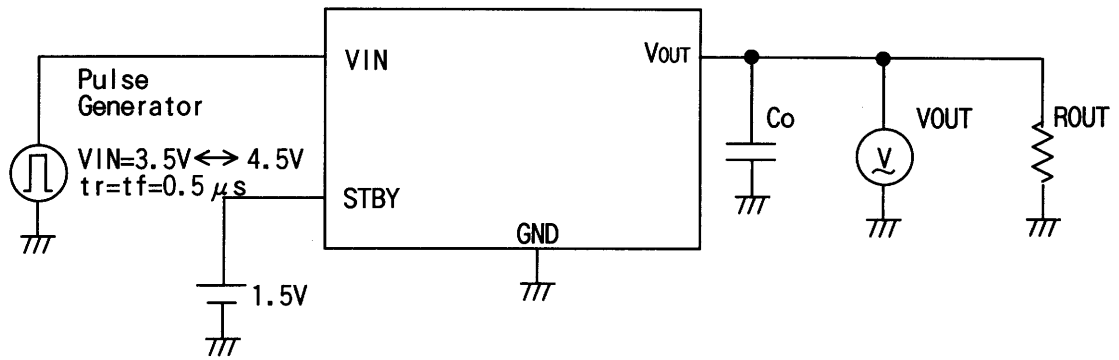 VIN
VOUT
Pulse
Generator
VIN=3.5V↔4.5V
tr=tf=0.5μs
Co
VOUT
ROUT
V
STBY
GND
1.5V